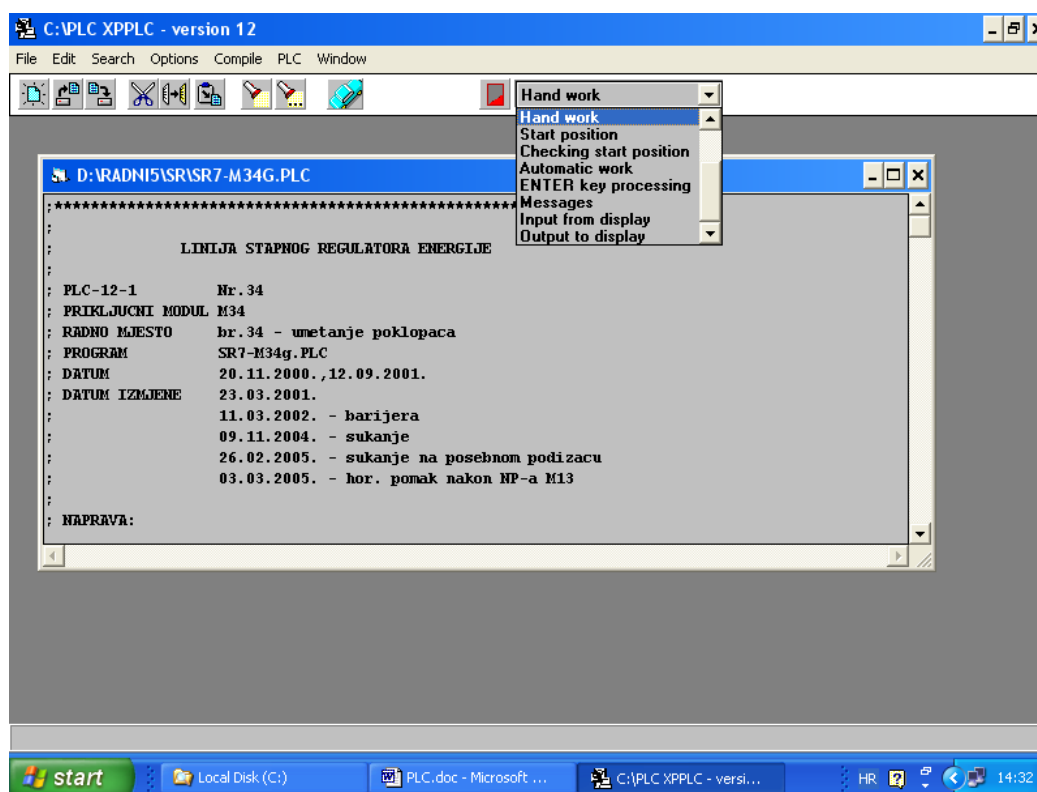 C:\PLC XPPLC - version 12
File Edit Search Options Compile PLC Window
Hand work
Hand work
Start position
Checking start position
Automatic work
ENTER key processing
Messages
Input from display
Output to display
D:\RADNI5\SR\SR7-M34G.PLC
;***************************************************
;
; LINIJA STAPNOG REGULATORA ENERGIJE
;
; PLC-12-1 Nr.34
; PRIKLJUCNI MODUL M34
; RADNO MJESTO br.34 - umetanje poklopaca
; PROGRAM SR7-M34g.PLC
; DATUM 20.11.2000.,12.09.2001.
; DATUM IZMJENE 23.03.2001.
; 11.03.2002. - barijera
; 09.11.2004. - sukanje
; 26.02.2005. - sukanje na posebnom podizacu
; 03.03.2005. - hor. pomak nakon NP-a M13
;
; NAPRAVA:
start Local Disk (C:) PLC.doc - Microsoft ... C:\PLC XPPLC - versi... HR 14:32